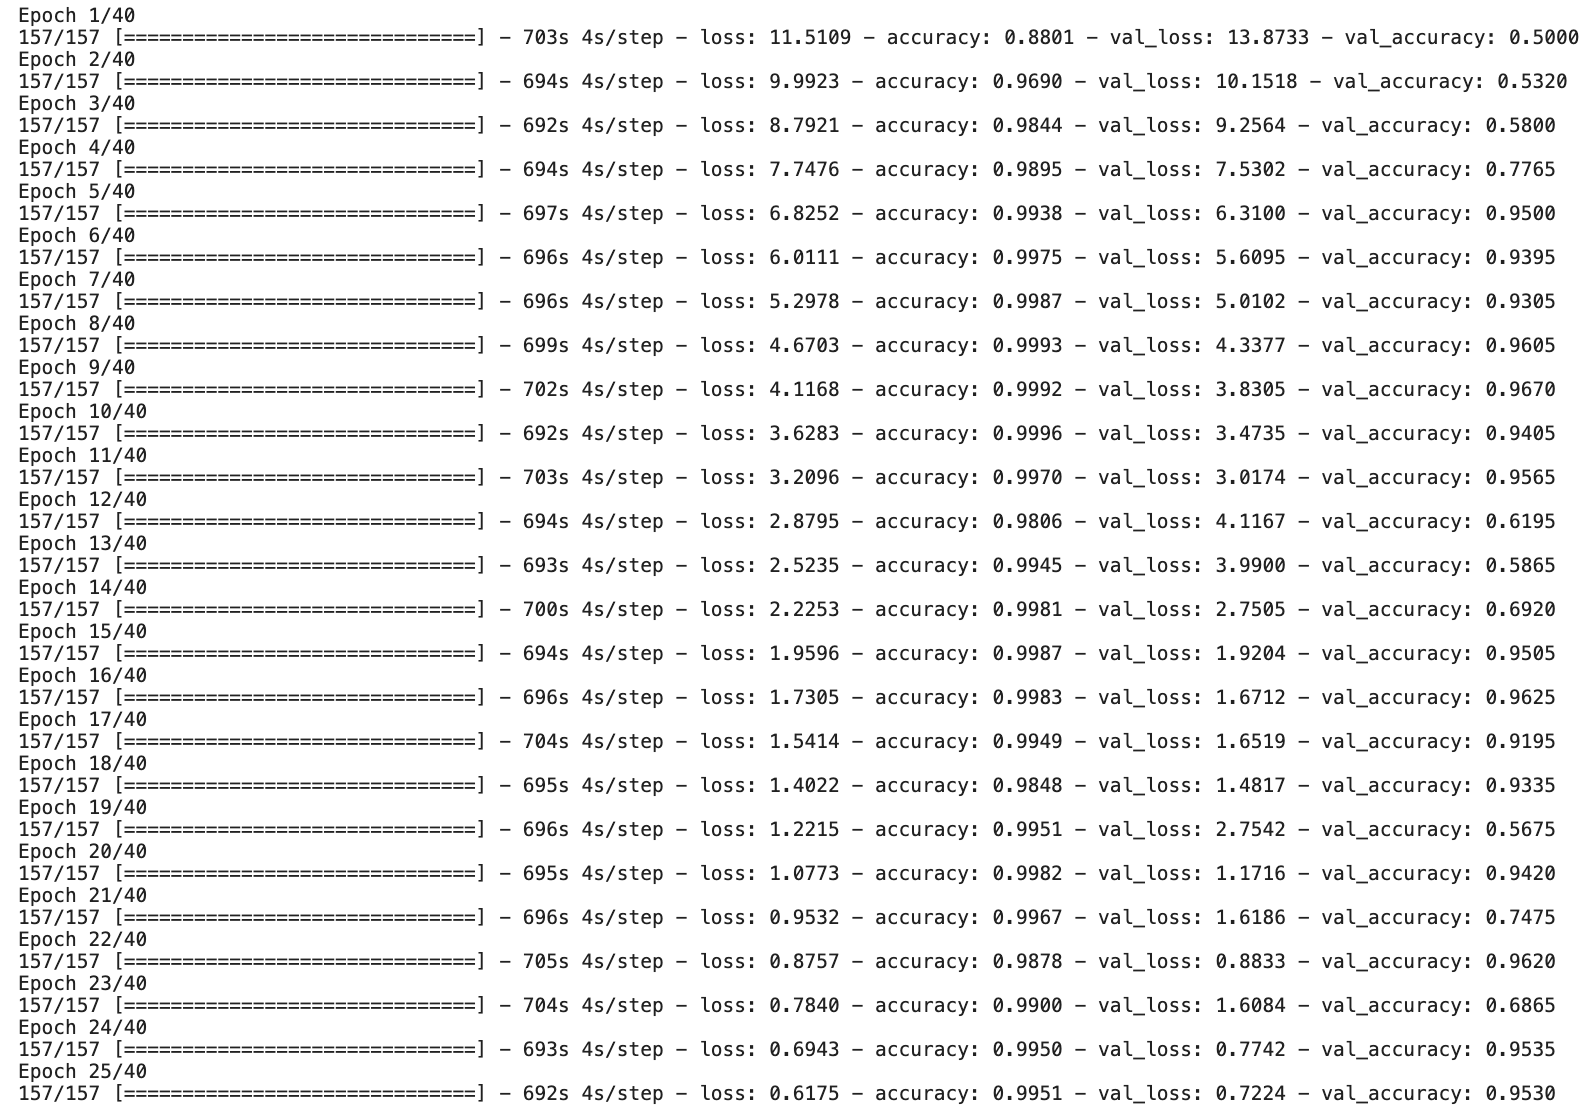 Epoch 1/40
157/157 [==============================] - 703s 4s/step - loss: 11.5109 - accuracy: 0.8801 - val_loss: 13.8733 - val_accuracy: 0.5000
Epoch 2/40
157/157 [==============================] - 694s 4s/step - loss: 9.9923 - accuracy: 0.9690 - val_loss: 10.1518 - val_accuracy: 0.5320
Epoch 3/40
157/157 [==============================] - 692s 4s/step - loss: 8.7921 - accuracy: 0.9844 - val_loss: 9.2564 - val_accuracy: 0.5800
Epoch 4/40
157/157 [==============================] - 694s 4s/step - loss: 7.7476 - accuracy: 0.9895 - val_loss: 7.5302 - val_accuracy: 0.7765
Epoch 5/40
157/157 [==============================] - 697s 4s/step - loss: 6.8252 - accuracy: 0.9938 - val_loss: 6.3100 - val_accuracy: 0.9500
Epoch 6/40
157/157 [==============================] - 696s 4s/step - loss: 6.0111 - accuracy: 0.9975 - val_loss: 5.6095 - val_accuracy: 0.9395
Epoch 7/40
157/157 [==============================] - 696s 4s/step - loss: 5.2978 - accuracy: 0.9987 - val_loss: 5.0102 - val_accuracy: 0.9305
Epoch 8/40
157/157 [==============================] - 699s 4s/step - loss: 4.6703 - accuracy: 0.9993 - val_loss: 4.3377 - val_accuracy: 0.9605
Epoch 9/40
157/157 [==============================] - 702s 4s/step - loss: 4.1168 - accuracy: 0.9992 - val_loss: 3.8305 - val_accuracy: 0.9670
Epoch 10/40
157/157 [==============================] - 692s 4s/step - loss: 3.6283 - accuracy: 0.9996 - val_loss: 3.4735 - val_accuracy: 0.9405
Epoch 11/40
157/157 [==============================] - 703s 4s/step - loss: 3.2096 - accuracy: 0.9970 - val_loss: 3.0174 - val_accuracy: 0.9565
Epoch 12/40
157/157 [==============================] - 694s 4s/step - loss: 2.8795 - accuracy: 0.9806 - val_loss: 4.1167 - val_accuracy: 0.6195
Epoch 13/40
157/157 [==============================] - 693s 4s/step - loss: 2.5235 - accuracy: 0.9945 - val_loss: 3.9900 - val_accuracy: 0.5865
Epoch 14/40
157/157 [==============================] - 700s 4s/step - loss: 2.2253 - accuracy: 0.9981 - val_loss: 2.7505 - val_accuracy: 0.6920
Epoch 15/40
157/157 [==============================] - 694s 4s/step - loss: 1.9596 - accuracy: 0.9987 - val_loss: 1.9204 - val_accuracy: 0.9505
Epoch 16/40
157/157 [==============================] - 696s 4s/step - loss: 1.7305 - accuracy: 0.9983 - val_loss: 1.6712 - val_accuracy: 0.9625
Epoch 17/40
157/157 [==============================] - 704s 4s/step - loss: 1.5414 - accuracy: 0.9949 - val_loss: 1.6519 - val_accuracy: 0.9195
Epoch 18/40
157/157 [==============================] - 695s 4s/step - loss: 1.4022 - accuracy: 0.9848 - val_loss: 1.4817 - val_accuracy: 0.9335
Epoch 19/40
157/157 [==============================] - 696s 4s/step - loss: 1.2215 - accuracy: 0.9951 - val_loss: 2.7542 - val_accuracy: 0.5675
Epoch 20/40
157/157 [==============================] - 695s 4s/step - loss: 1.0773 - accuracy: 0.9982 - val_loss: 1.1716 - val_accuracy: 0.9420
Epoch 21/40
157/157 [==============================] - 696s 4s/step - loss: 0.9532 - accuracy: 0.9967 - val_loss: 1.6186 - val_accuracy: 0.7475
Epoch 22/40
157/157 [==============================] - 705s 4s/step - loss: 0.8757 - accuracy: 0.9878 - val_loss: 0.8833 - val_accuracy: 0.9620
Epoch 23/40
157/157 [==============================] - 704s 4s/step - loss: 0.7840 - accuracy: 0.9900 - val_loss: 1.6084 - val_accuracy: 0.6865
Epoch 24/40
157/157 [==============================] - 693s 4s/step - loss: 0.6943 - accuracy: 0.9950 - val_loss: 0.7742 - val_accuracy: 0.9535
Epoch 25/40
157/157 [==============================] - 692s 4s/step - loss: 0.6175 - accuracy: 0.9951 - val_loss: 0.7224 - val_accuracy: 0.9530